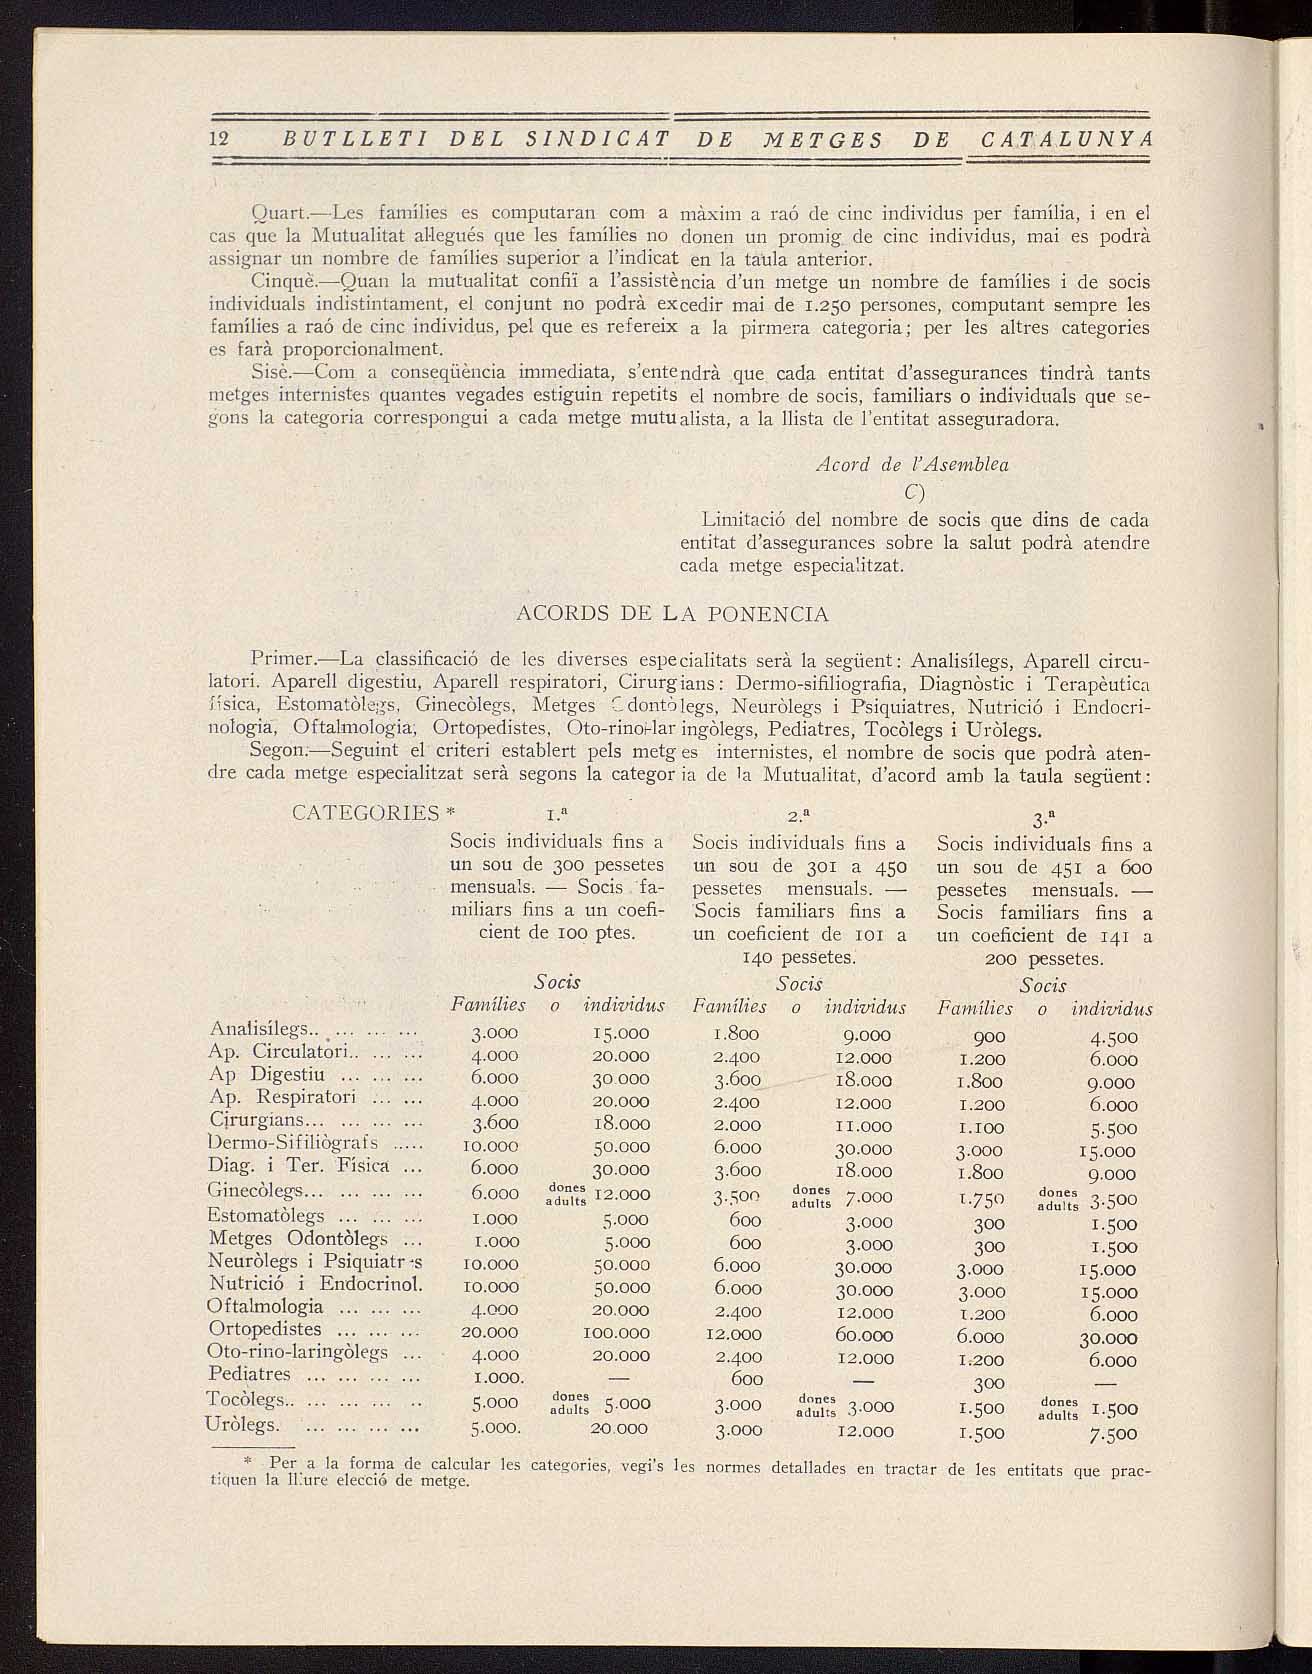 12 BUTLLETI DEL SINDICAT DE METGES DE CATALUNYA
Quart.—Les famílies es computaran com a màxim a raó de cinc individus per família, i en el
cas que la Mutualitat al·legués que les famílies no donen un promig de cinc individus, mai es podrà
assignar un nombre de famílies superior a l'indicat en la taula anterior.
Cinquè.—Quan la mutualitat confiï a l'assistència d'un metge un nombre de famílies i de socis
individuals indistintament, el conjunt no podrà excedir mai de 1.250 persones, computant sempre les
famílies a raó de cinc individus, pel que es refereix a la pirmera categoria; per les altres categories
es farà proporcionalment.
Sisè.—Com a conseqüència immediata, s'entendrà que cada entitat d'assegurances tindrà tants
metges internistes quantes vegades estiguin repetits el nombre de socis, familiars o individuals que se-
gons la categoria correspongui a cada metge mutualista, a la llista de l'entitat asseguradora.
Acord de l'Asemblea
C)
Limitació del nombre de socis que dins de cada
entitat d'assegurances sobre la salut podrà atendre
cada metge especialitzat.
ACORDS DE LA PONENCIA
Primer.—La classificació de les diverses especialitats serà la següent: Analisílegs, Aparell circu-
latori. Aparell digestiu, Aparell respiratori, Cirurgians: Dermo-sifiliografia, Diagnòstic i Terapèutica
física, Estomatòlegs, Ginecòlegs, Metges Odontòlegs, Neuròlegs i Psiquiatres, Nutrició i Endocri-
nologia, Oftalmologia, Ortopedistes, Oto-rino-laringòlegs, Pediatres, Tocòlegs i Uròlegs.
Segon.—Seguint el criteri establert pels metges internistes, el nombre de socis que podrà aten-
dre cada metge especialitzat serà segons la categoria de la Mutualitat, d'acord amb la taula següent:
CATEGORIES * 1.ª 2.ª 3.ª
Socis individuals fins a Socis individuals fins a Socis individuals fins a
un sou de 300 pessetes un sou de 301 a 450 un sou de 451 a 600
mensuals. — Socis fa- pessetes mensuals. — pessetes mensuals. —
miliars fins a un coefi- Socis familiars fins a Socis familiars fins a
cient de 100 ptes. un coeficient de 101 a un coeficient de 141 a
140 pessetes. 200 pessetes.
Socis Socis Socis
Famílies o individus Famílies o individus Famílies o individus
Analisílegs.. ... ... ... 3.000 15.000 1.800 9.000 900 4.500
Ap. Circulatori.. ... ... 4.000 20.000 2.400 12.000 1.200 6.000
Ap Digestiu ... ... ... 6.000 30 000 3.600 18.000 1.800 9.000
Ap. Respiratori ... ... 4.000 20.000 2.400 12.000 1.200 6.000
Cirurgians... ... ... ... 3.600 18.000 2.000 11.000 1.100 5.500
Dermo-Sifiliògrafs ..... 10.000 50.000 6.000 30.000 3.000 15.000
Diag. i Ter. Física ... 6.000 30.000 3.600 18.000 1.800 9.000
Ginecòlegs... ... ... ... 6.000 dones adults 12.000 3.500 dones adults 7.000 1.750 dones adults 3.500
Estomatòlegs ... ... ... 1.000 5.000 600 3.000 300 1.500
Metges Odontòlegs ... 1.000 5.000 600 3.000 300 1.500
Neuròlegs i Psiquiatres 10.000 50.000 6.000 30.000 3.000 15.000
Nutrició i Endocrinol. 10.000 50.000 6.000 30.000 3.000 15.000
Oftalmologia ... ... ... 4.000 20.000 2.400 12.000 1.200 6.000
Ortopedistes ... ... ... 20.000 100.000 12.000 60.000 6.000 30.000
Oto-rino-laringòlegs ... 4.000 20.000 2.400 12.000 1.200 6.000
Pediatres ... ... ... ... 1.000. — 600 — 300 —
Tocòlegs.. ... ... ... .. 5.000 dones adults 5.000 3.000 dones adults 3.000 1.500 dones adults 1.500
Uròlegs. ... ... ... ... 5.000. 20.000 3.000 12.000 1.500 7.500
* Per a la forma de calcular les categories, vegi's les normes detallades en tractar de les entitats que prac-
tiquen la lliure elecció de metge.